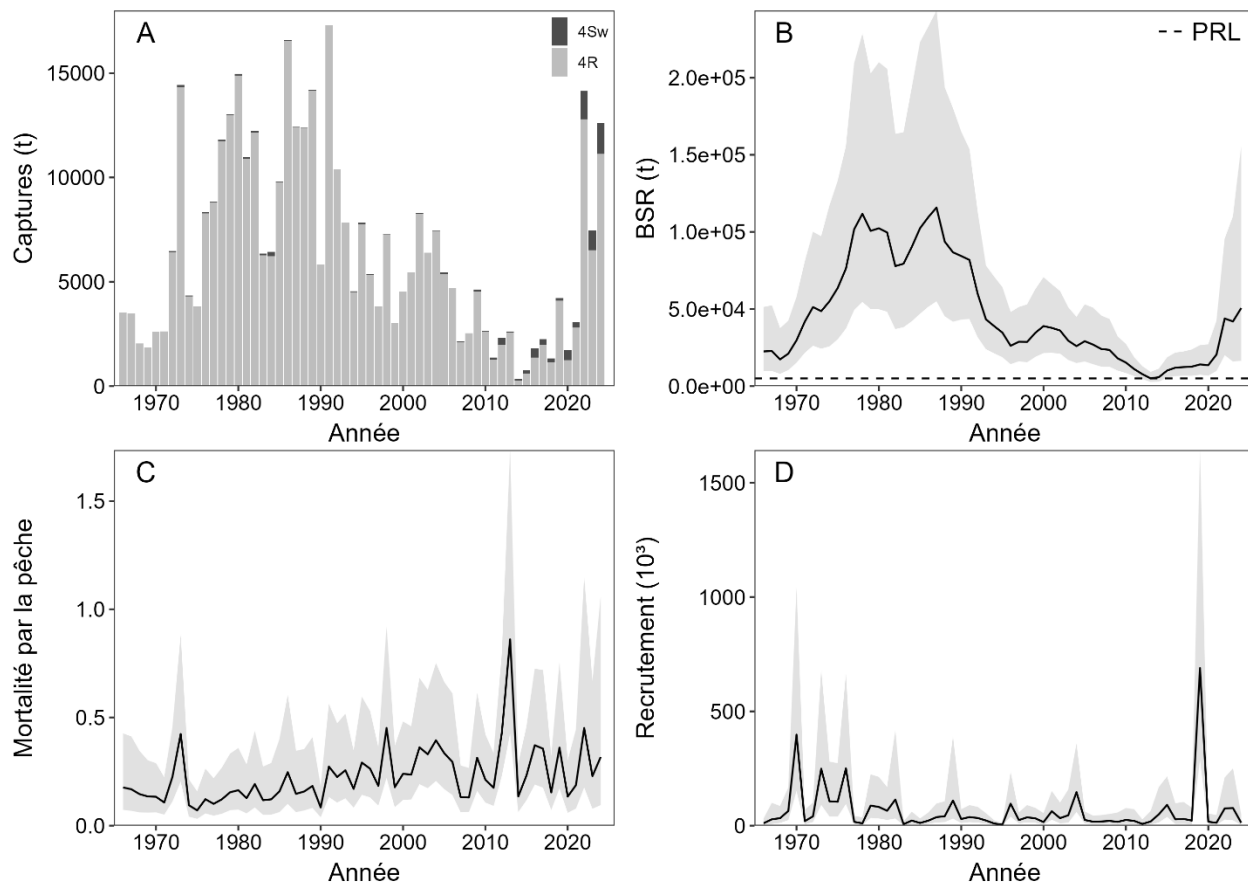 A
4Sw
4R
Captures (t)
15000
10000
5000
0
1970 1980 1990 2000 2010 2020
Année
B
PRL
BSR (t)
2.0e+05
1.5e+05
1.0e+05
5.0e+04
0.0e+00
1970 1980 1990 2000 2010 2020
Année
C
Mortalité par la pêche
1.5
1.0
0.5
0.0
1970 1980 1990 2000 2010 2020
Année
D
Recrutement (10³)
1500
1000
500
0
1970 1980 1990 2000 2010 2020
Année